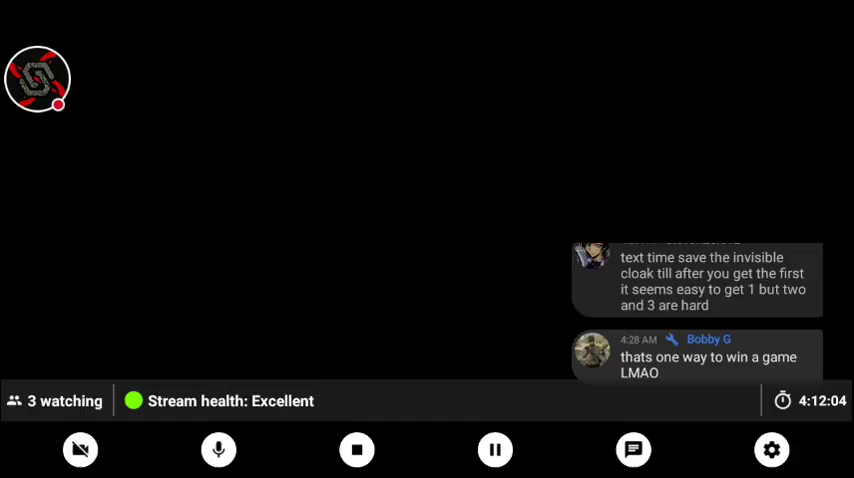 text time save the invisible
cloak till after you get the first
it seems easy to get 1 but two
and 3 are hard
4:28 AM Bobby G
thats one way to win a game
LMAO
3 watching
Stream health: Excellent
4:12:04